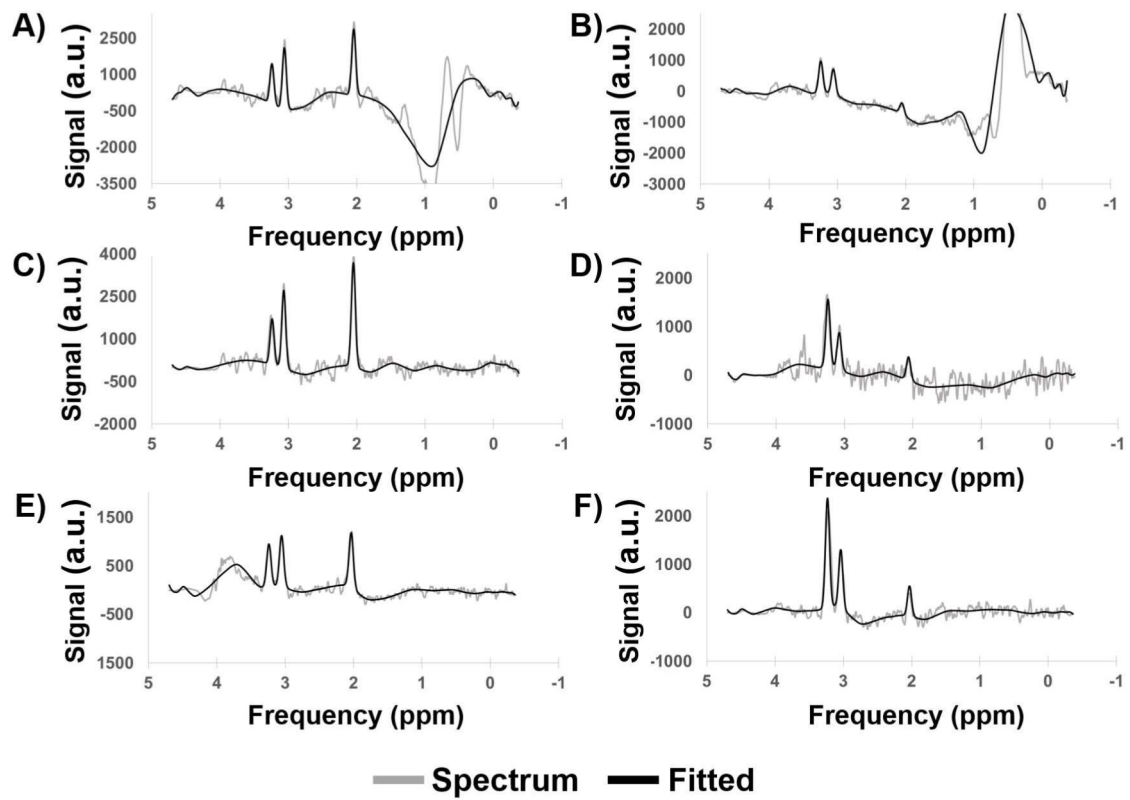 A)
Signal (a.u.)
2500
1000
-500
-2000
-3500
5 4 3 2 1 0 -1
Frequency (ppm)
B)
Signal (a.u.)
2000
1000
0
-1000
-2000
-3000
5 4 3 2 1 0 -1
Frequency (ppm)
C)
Signal (a.u.)
4000
2500
1000
-500
-2000
5 4 3 2 1 0 -1
Frequency (ppm)
D)
Signal (a.u.)
2000
1000
0
-1000
5 4 3 2 1 0 -1
Frequency (ppm)
E)
Signal (a.u.)
1500
500
-500
1500
5 4 3 2 1 0 -1
Frequency (ppm)
F)
Signal (a.u.)
2000
1000
0
-1000
5 4 3 2 1 0 -1
Frequency (ppm)
Spectrum Fitted